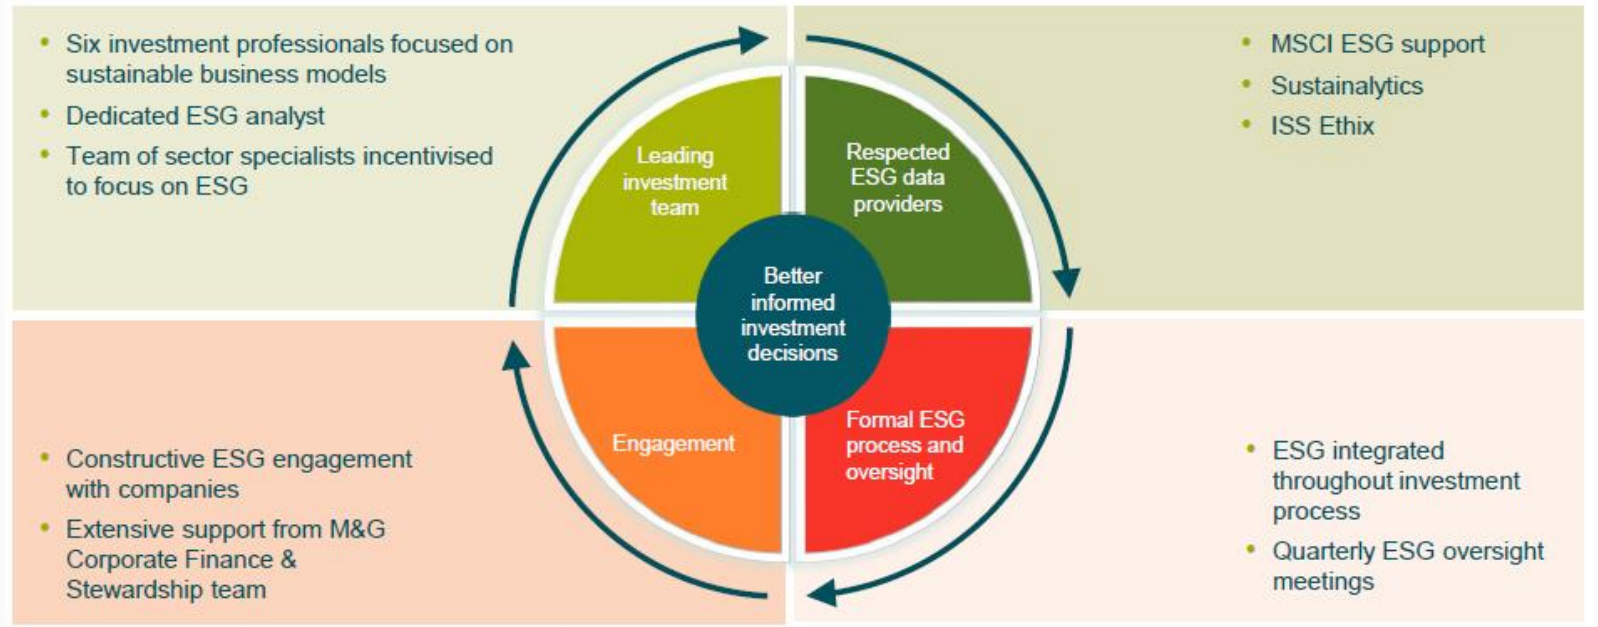 • Six investment professionals focused on
sustainable business models
• Dedicated ESG analyst
• Team of sector specialists incentivised
to focus on ESG
• MSCI ESG support
• Sustainalytics
• ISS Ethix
Leading
investment
team
Respected
ESG data
providers
Better
informed
investment
decisions
Engagement
Formal ESG
process and
oversight
• Constructive ESG engagement
with companies
• Extensive support from M&G
Corporate Finance &
Stewardship team
• ESG integrated
throughout investment
process
• Quarterly ESG oversight
meetings